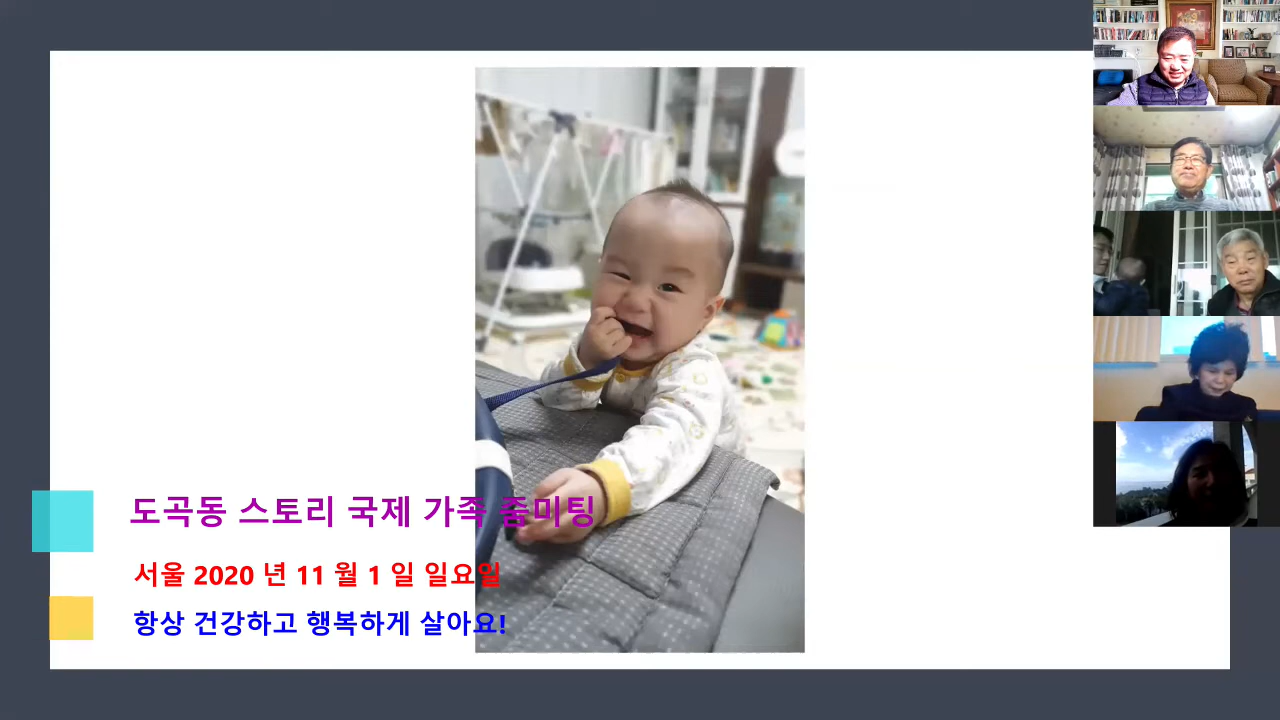 도곡동 스토리 국제 가족 줌미팅
서울 2020 년 11 월 1 일 일요일
항상 건강하고 행복하게 살아요!